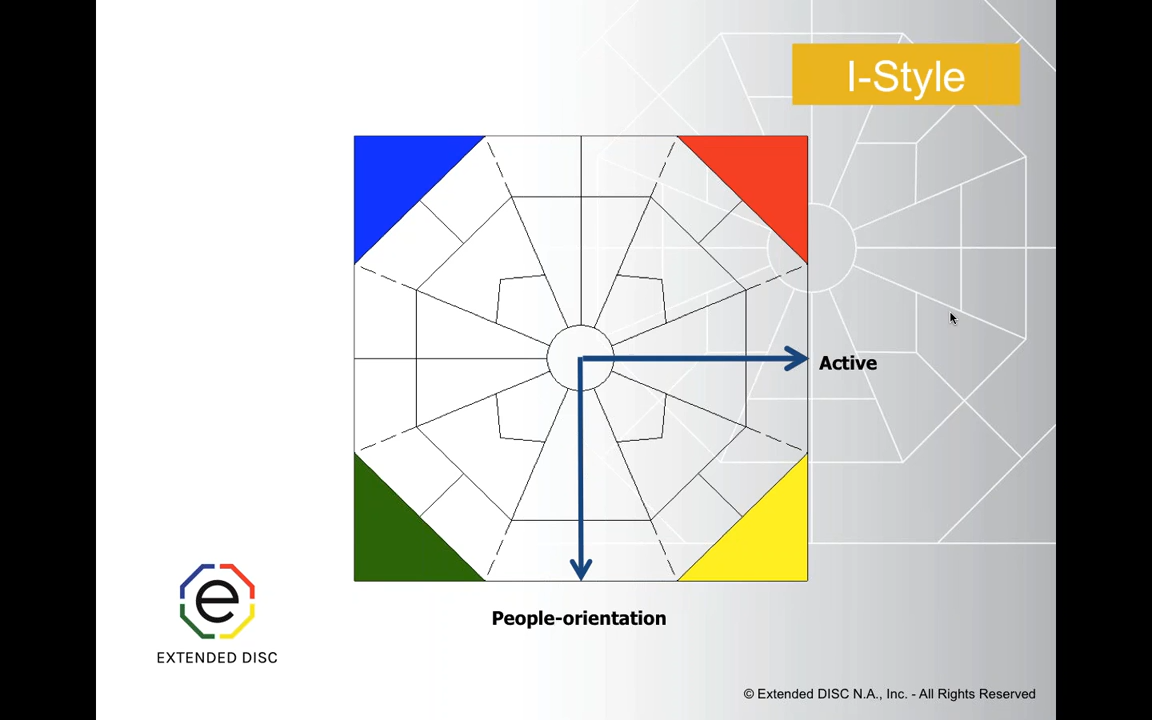 I-Style
Active
People-orientation
e
EXTENDED DISC
© Extended DISC N.A., Inc. - All Rights Reserved